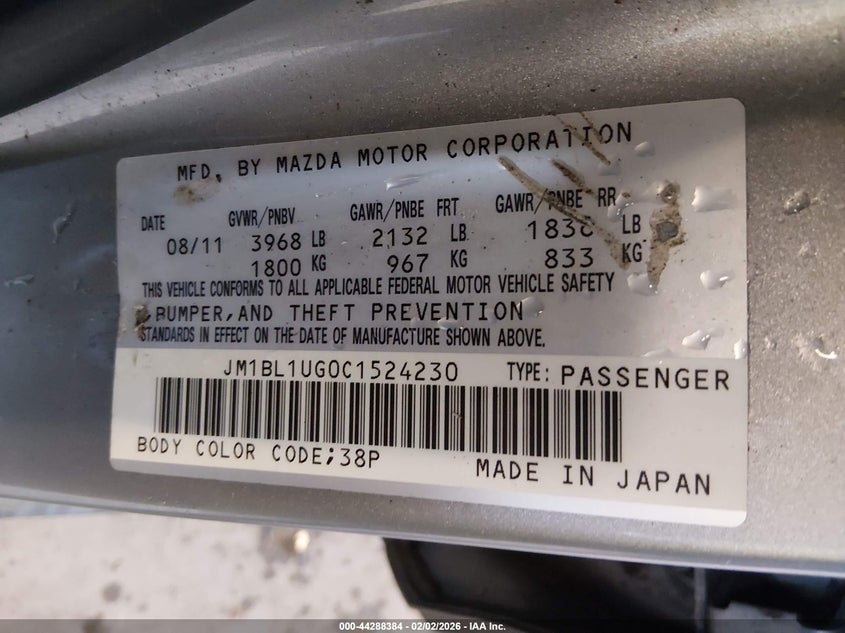 MFD. BY MAZDA MOTOR CORPORATION
DATE GVWR/PNBV GAWR/PNBE FRT GAWR/PNBE RR
08/11 3968 LB 2132 LB 1836 LB
1800 KG 967 KG 833 KG
THIS VEHICLE CONFORMS TO ALL APPLICABLE FEDERAL MOTOR VEHICLE SAFETY
,BUMPER,AND THEFT PREVENTION
STANDARDS IN EFFECT ON THE DATE OF MANUFACTURE SHOWN ABOVE.
JM1BL1UG0C1524230 TYPE: PASSENGER
BODY COLOR CODE;38P MADE IN JAPAN
000-44288384 - 02/02/2026 - IAA Inc.